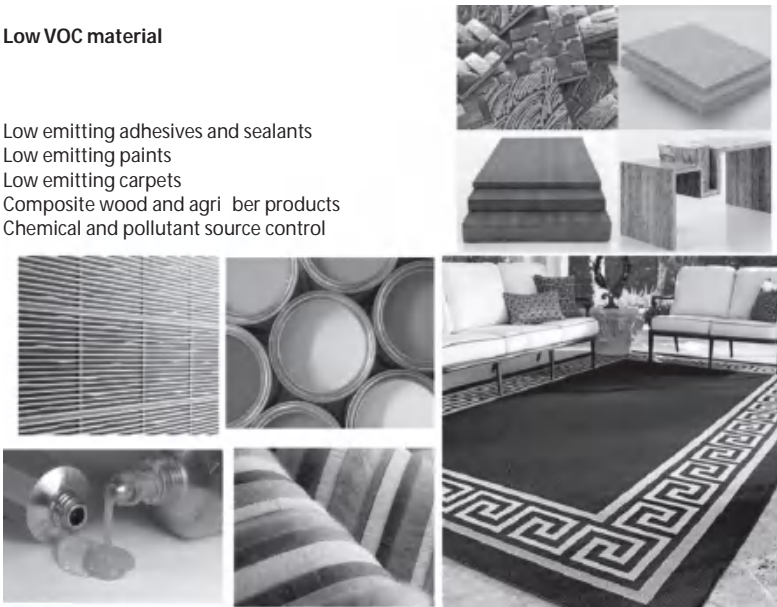 Low VOC material
Low emitting adhesives and sealants
Low emitting paints
Low emitting carpets
Composite wood and agri ber products
Chemical and pollutant source control